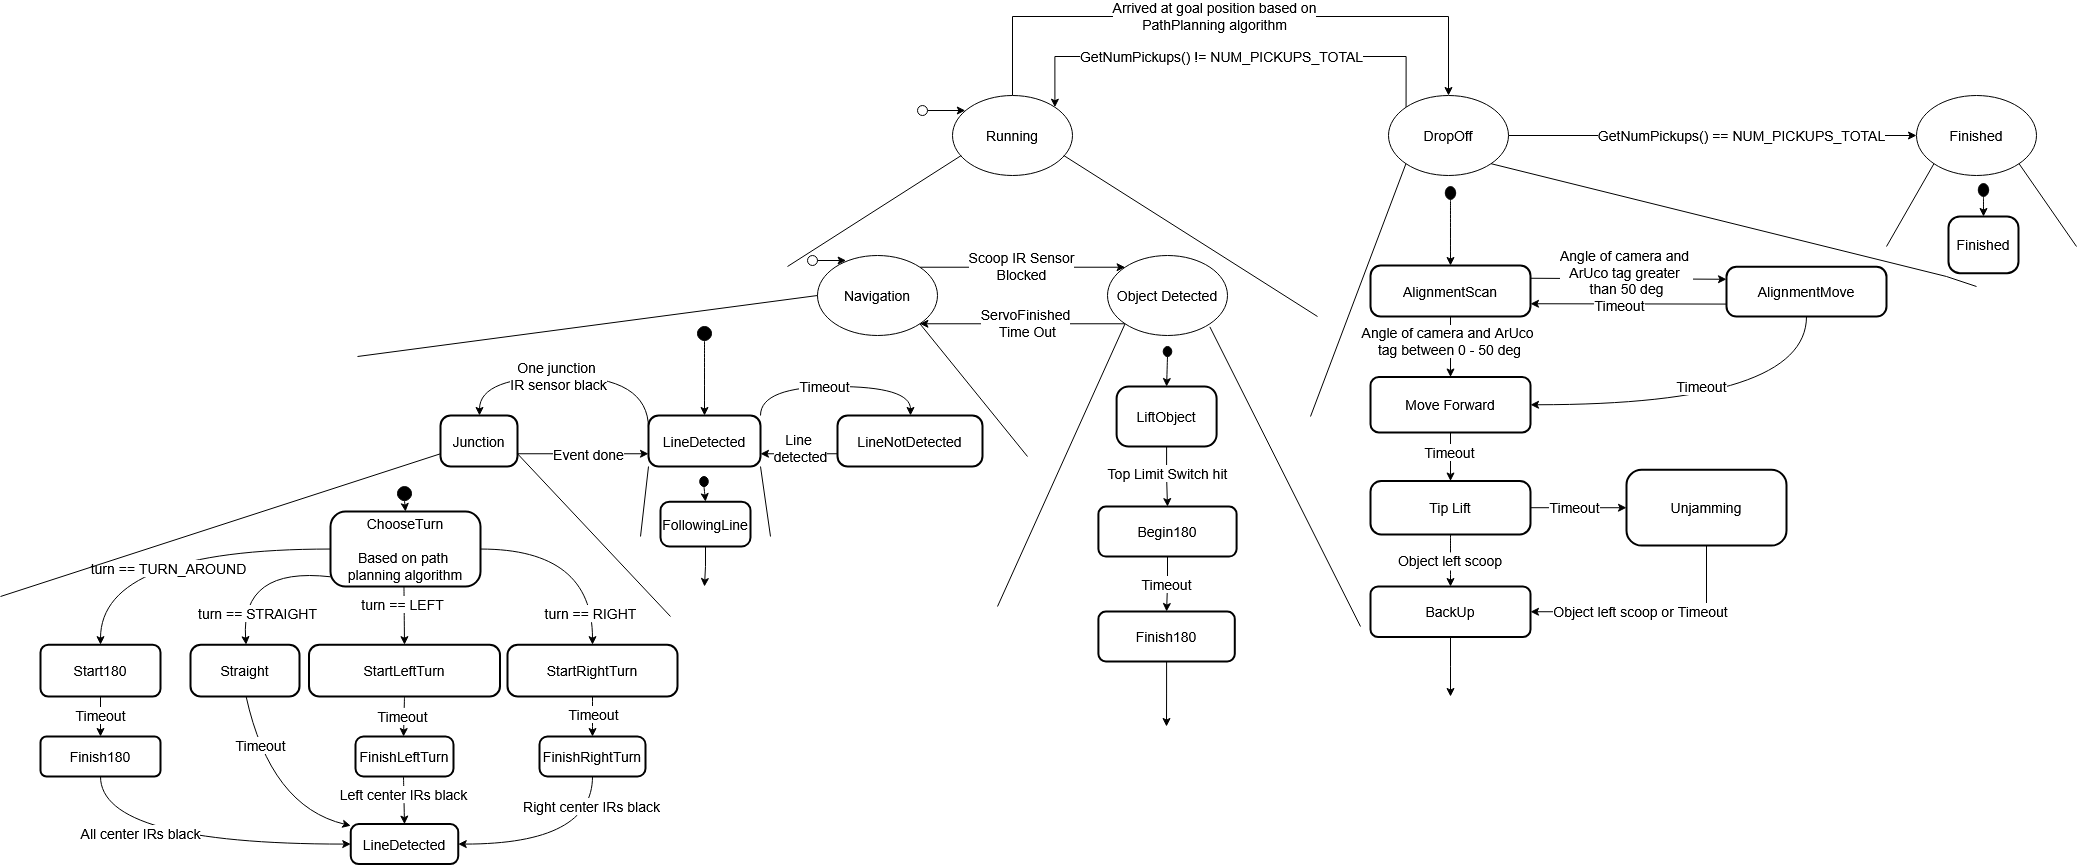 Arrived at goal position based on
PathPlanning algorithm
GetNumPickups() != NUM_PICKUPS_TOTAL
Running
DropOff
GetNumPickups() == NUM_PICKUPS_TOTAL
Finished
Finished
Navigation
Scoop IR Sensor
Blocked
Object Detected
ServoFinished
Time Out
AlignmentScan
Angle of camera and
ArUco tag greater
than 50 deg
Timeout
AlignmentMove
Angle of camera and ArUco
tag between 0 - 50 deg
Timeout
Move Forward
Timeout
Tip Lift
Timeout
Unjamming
Object left scoop
BackUp
Object left scoop or Timeout
One junction
IR sensor black
Timeout
Junction
Event done
LineDetected
Line
detected
LineNotDetected
FollowingLine
LiftObject
Top Limit Switch hit
Begin180
Timeout
Finish180
ChooseTurn
Based on path
planning algorithm
turn == TURN_AROUND
turn == STRAIGHT
turn == LEFT
turn == RIGHT
Start180
Straight
StartLeftTurn
StartRightTurn
Timeout
Timeout
Timeout
Timeout
Finish180
FinishLeftTurn
FinishRightTurn
Left center IRs black
Right center IRs black
All center IRs black
LineDetected